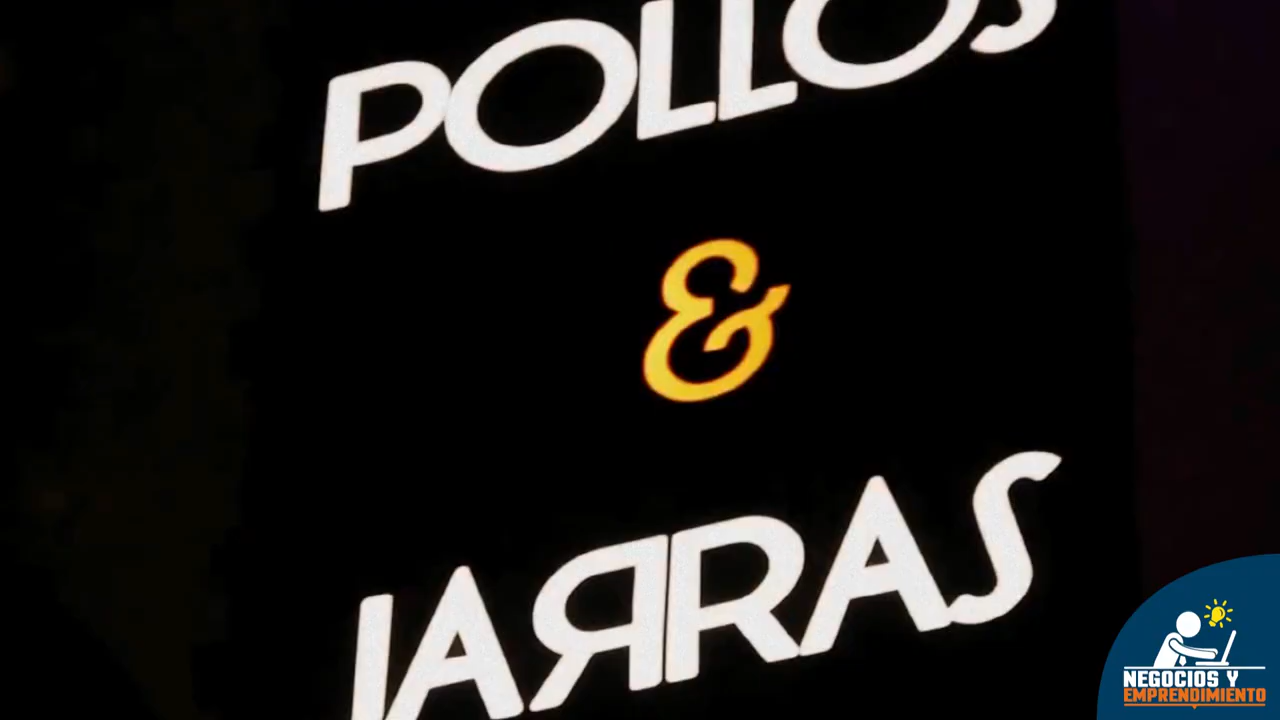 POLLOS
&
JARRAS
NEGOCIOS Y
EMPRENDIMIENTO